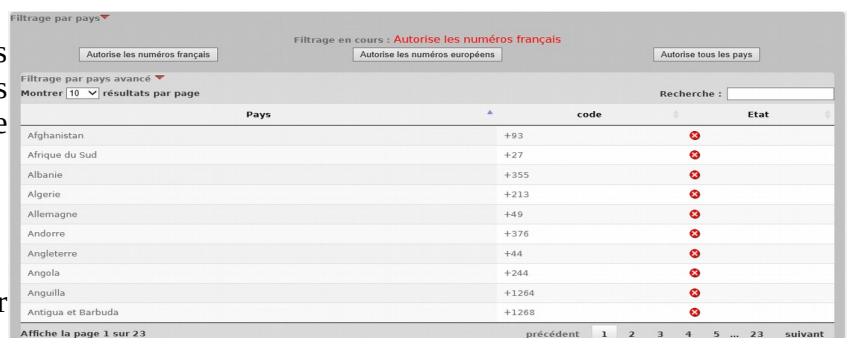 Filtrage par pays
Filtrage en cours : Autorise les numéros français
Autorise les numéros français Autorise les numéros européens Autorise tous les pays
Filtrage par pays avancé
Montrer 10 résultats par page Recherche :
Pays code Etat
Afghanistan +93
Afrique du Sud +27
Albanie +355
Algerie +213
Allemagne +49
Andorre +376
Angleterre +44
Angola +244
Anguilla +1264
Antigua et Barbuda +1268
Affiche la page 1 sur 23 précédent 1 2 3 4 5 ... 23 suivant